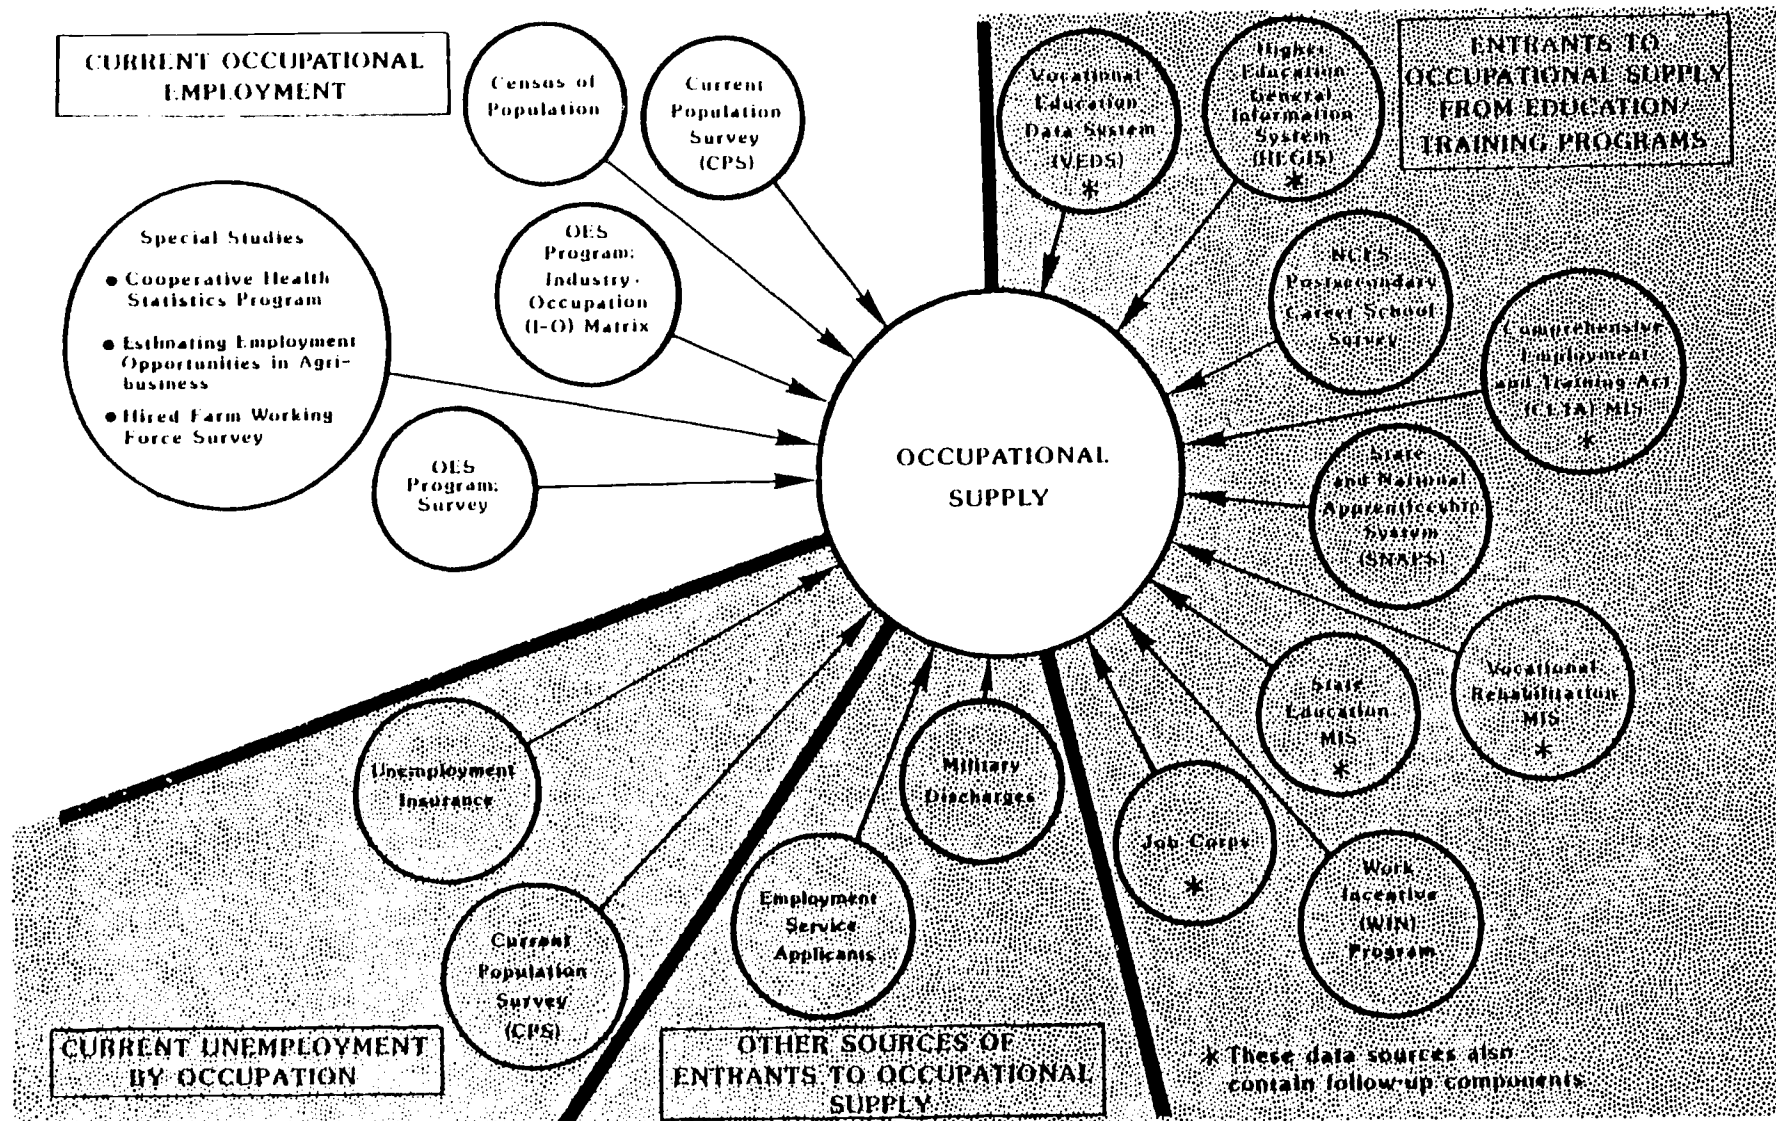 CURRENT OCCUPATIONAL
EMPLOYMENT
Census of
Population
Current
Population
Survey
(CPS)
Special Studies
● Cooperative Health
Statistics Program
● Estimating Employment
Opportunities in Agri-
business
● Hired Farm Working
Force Survey
OES
Program:
Industry-
Occupation
(I-O) Matrix
OES
Program:
Survey
OCCUPATIONAL
SUPPLY
ENTRANTS TO
OCCUPATIONAL SUPPLY
FROM EDUCATION/
TRAINING PROGRAMS
Vocational
Education
Data System
(VEDS)
*
Higher
Education
General
Information
System
(HEGIS)
*
NCES
Postsecondary
Career School
Survey
Comprehensive
Employment
and Training Act
(CETA) MIS
*
State
and National
Apprenticeship
System
(SNAPS)
Vocational
Rehabilitation
MIS
*
State
Education
MIS
*
Job Corps
*
Work
Incentive
(WIN)
Program
Unemployment
Insurance
Current
Population
Survey
(CPS)
CURRENT UNEMPLOYMENT
BY OCCUPATION
Military
Discharges
Employment
Service
Applicants
OTHER SOURCES OF
ENTRANTS TO OCCUPATIONAL
SUPPLY
* These data sources also
contain follow-up components